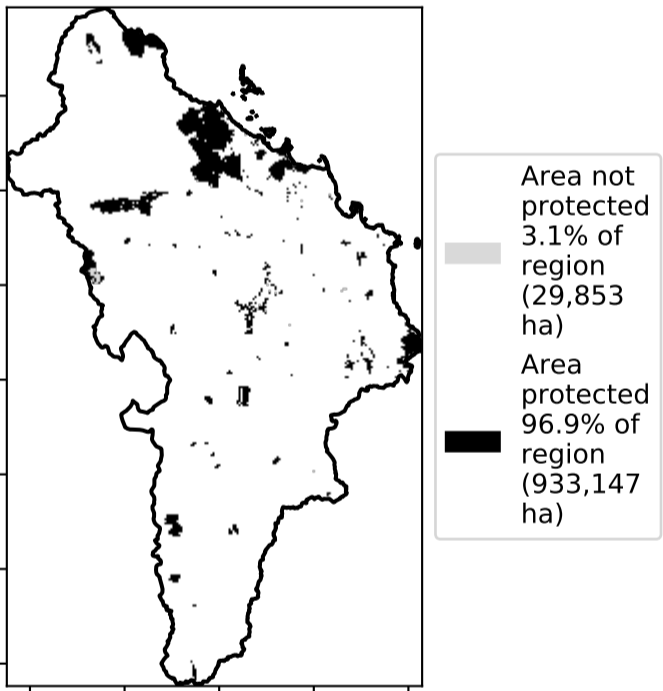 Area not
protected
3.1% of
region
(29,853
ha)
Area
protected
96.9% of
region
(933,147
ha)